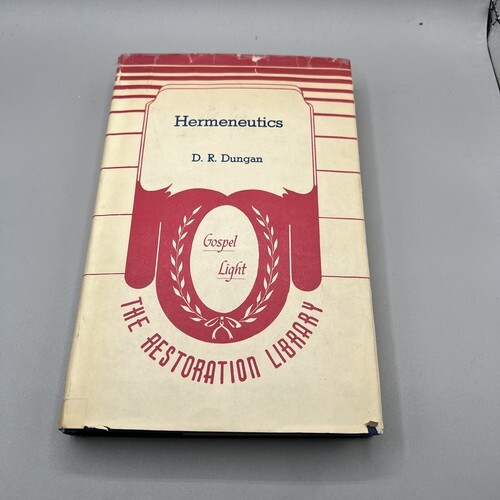 Hermeneutics
D. R. Dungan
Gospel
Light
THE RESTORATION LIBRARY